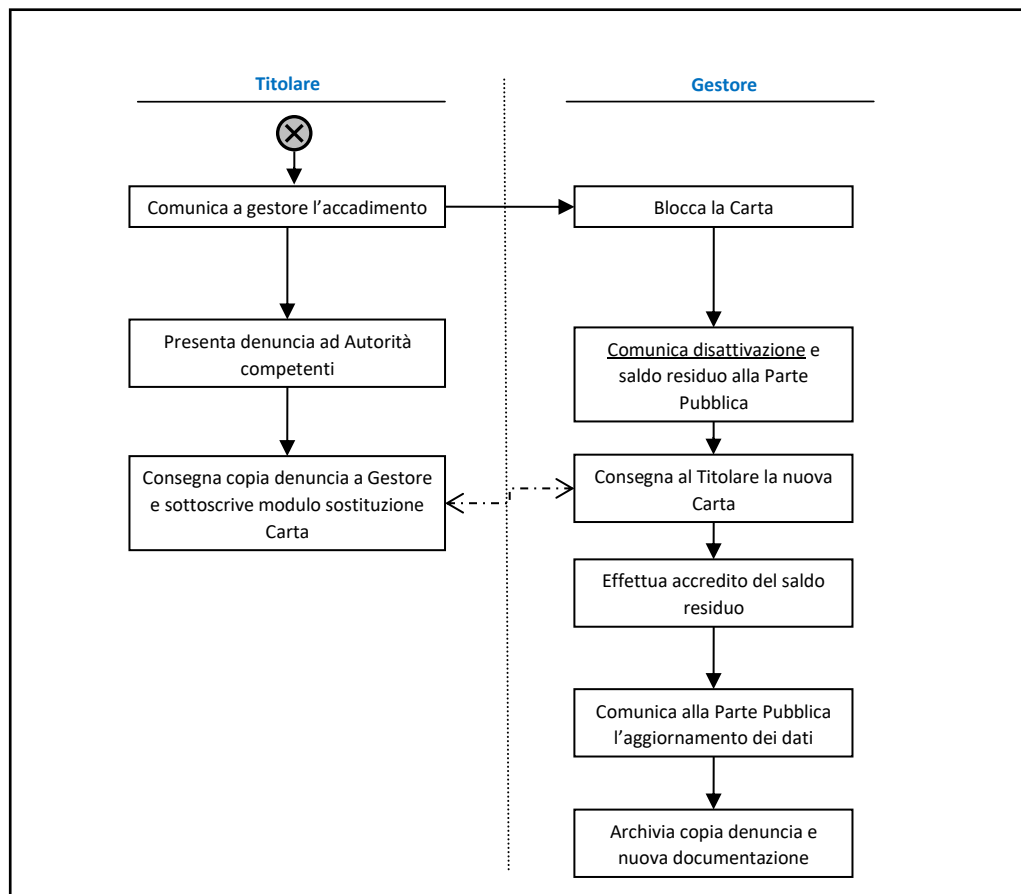 Titolare
Gestore
Comunica a gestore l’accadimento
Blocca la Carta
Presenta denuncia ad Autorità
competenti
Comunica disattivazione e
saldo residuo alla Parte
Pubblica
Consegna copia denuncia a Gestore
e sottoscrive modulo sostituzione
Carta
Consegna al Titolare la nuova
Carta
Effettua accredito del saldo
residuo
Comunica alla Parte Pubblica
l’aggiornamento dei dati
Archivia copia denuncia e
nuova documentazione